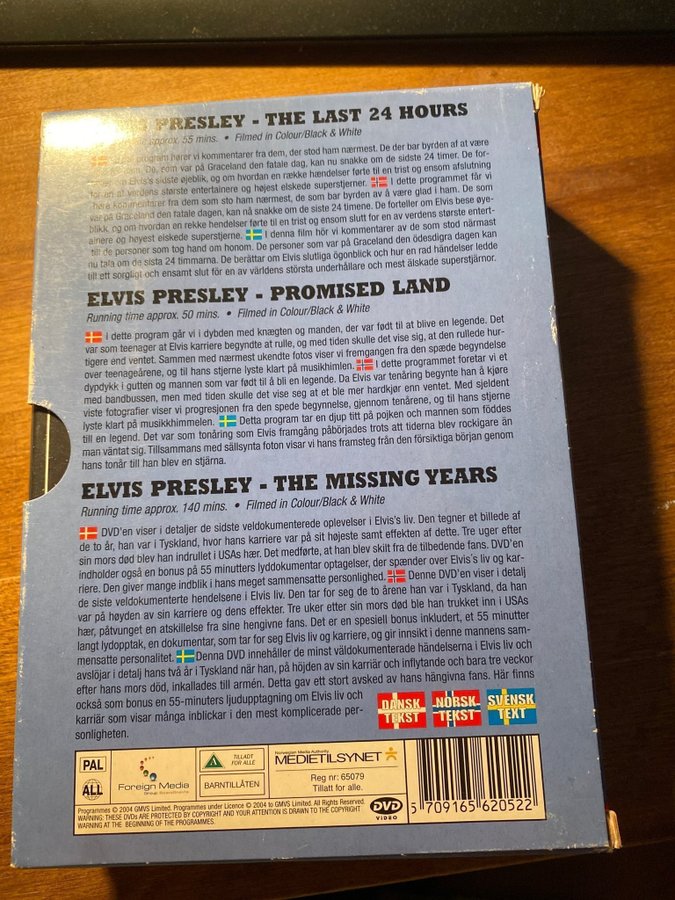 PRESLEY - THE LAST 24 HOURS
approx. 55 mins. • Filmed in Colour/Black & White
program hører vi kommentarer fra dem, der stod ham nærmest. De der bar byrden af at være
som var på Graceland den fatale dag, kan nu snakke om de sidste 24 timer. De for-
om Elvis's sidste øjeblik, og om hvordan en række hændelser førte til en trist og ensom afslutning
for en af verdens største entertainere og højest elskede superstjerner. I dette programmet får vi
høre kommentarer fra dem som sto ham nærmest, de som bar byrden av å være glad i ham. De som
var på Graceland den fatale dagen, kan nå snakke om de siste 24 timene. De forteller om Elvis bese øye-
blikk, og om hvordan en rekke hendelser førte til en trist og ensom slutt for en av verdens største entert-
ainere og høyest elskede superstjerne. I denna film hör vi kommentarer av de som stod närmast
till de personer som tog hand om honom. De personer som var på Graceland den ödesdigra dagen kan
nu tala om de sista 24 timmarna. De berättar om Elvis slutliga ögonblick och hur en rad händelser ledde
till ett sorgligt och ensamt slut för en av världens största underhållare och mest älskade superstjärnor.
ELVIS PRESLEY - PROMISED LAND
Running time approx. 50 mins. • Filmed in Colour/Black & White
I dette program går vi i dybden med knægten og manden, der var født til at blive en legende. Det
var som teenager at Elvis karriere begyndte at rulle, og med tiden skulle det vise sig, at den rullede hur-
tigere end ventet. Sammen med nærmest ukendte fotos viser vi fremgangen fra den spæde begyndelse
over teenageårene, og til hans stjerne lyste klart på musikhimlen. I dette programmet foretar vi et
dypdykk i gutten og mannen som var født til å bli en legende. Da Elvis var tenåring begynte han å kjøre
med bandbussen, men med tiden skulle det vise seg at et ble mer hardkjør enn ventet. Med sjeldent
viste fotografier viser vi progresjonen fra den spede begynnelse, gjennom tenårene, og til hans stjerne
lyste klart på musikkhimmelen. Detta program tar en djup titt på pojken och mannen som föddes
till en legend. Det var som tonåring som Elvis framgång påbörjades trots att tiderna blev rockigare än
man väntat sig. Tillsammans med sällsynta foton visar vi hans framsteg från den försiktiga början genom
hans tonår till han blev en stjärna.
ELVIS PRESLEY - THE MISSING YEARS
Running time approx. 140 mins. • Filmed in Colour/Black & White
DVD'en viser i detaljer de sidste veldokumenterede oplevelser i Elvis's liv. Den tegner et billede af
de to år, han var i Tyskland, hvor hans karriere var på sit højeste samt effekten af dette. Tre uger efter
sin mors død blev han indrullet i USAs hær. Det medførte, at han blev skilt fra de tilbedende fans. DVD'en
indholder også en bonus på 55 minutters lyddokumentar optagelser, der spænder over Elvis's liv og kar-
riere. Den giver mange indblik i hans meget sammensatte personlighed. Denne DVD'en viser i detalj
de siste veldokumenterte hendelsene i Elvis liv. Den tar for seg de to årene han var i Tyskland, da han
var på høyden av sin karriere og dens effekter. Tre uker etter sin mors død ble han trukket inn i USAs
hær, påtvunget en atskillelse fra sine hengivne fans. Det er en spesiell bonus inkludert, et 55 minutter
langt lydopptak, en dokumentar, som tar for seg Elvis liv og karriere, og gir innsikt i denne mannens sam-
mensatte personalitet. Denna DVD innehåller de minst väldokumenterade händelserna i Elvis liv och
avslöjar i detalj hans två år i Tyskland när han, på höjden av sin karriär och inflytande och bara tre veckor
efter hans mors död, inkallades till armén. Detta gav ett stort avsked av hans hängivna fans. Här finns
också som bonus en 55-minuters ljudupptagning om Elvis liv och
karriär som visar många inblickar i den mest komplicerade per-
sonligheten.
DANSK TEKST
NORSK TEKST
SVENSK TEXT
PAL
ALL
Foreign Media
Group Scandinavia
A
TILLADT FOR ALLE
BARNTILLÅTEN
Norwegian Media Authority
MEDIETILSYNET
Reg nr: 65079
Tillatt for alle.
DVD
VIDEO
5 709165 620522
Programmes © 2004 GMVS Limited. Programmes under Licence © 2004 to GMVS Limited. All Rights Reserved.
WARNING: THESE DVDs ARE PROTECTED BY COPYRIGHT AND YOUR ATTENTION IS DRAWN TO THE COPYRIGHT
WARNING AT THE BEGINNING OF THE PROGRAMMES.